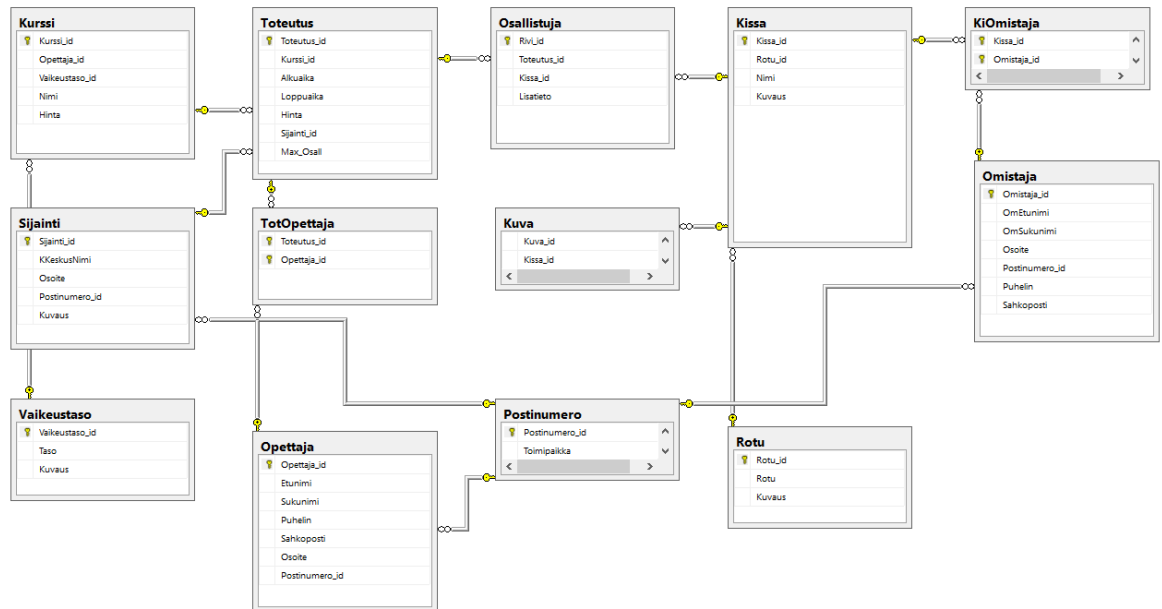 Kurssi
Kurssi_id
Opettaja_id
Vaikeustaso_id
Nimi
Hinta
Toteutus
Toteutus_id
Kurssi_id
Alkuaika
Loppuaika
Hinta
Sijainti_id
Max_Osall
Osallistuja
Rivi_id
Toteutus_id
Kissa_id
Lisatieto
Kissa
Kissa_id
Rotu_id
Nimi
Kuvaus
KiOmistaja
Kissa_id
Omistaja_id
Sijainti
Sijainti_id
KKeskusNimi
Osoite
Postinumero_id
Kuvaus
TotOpettaja
Toteutus_id
Opettaja_id
Kuva
Kuva_id
Kissa_id
Omistaja
Omistaja_id
OmEtunimi
OmSukunimi
Osoite
Postinumero_id
Puhelin
Sahkoposti
Vaikeustaso
Vaikeustaso_id
Taso
Kuvaus
Opettaja
Opettaja_id
Etunimi
Sukunimi
Puhelin
Sahkoposti
Osoite
Postinumero_id
Postinumero
Postinumero_id
Toimipaikka
Rotu
Rotu_id
Rotu
Kuvaus